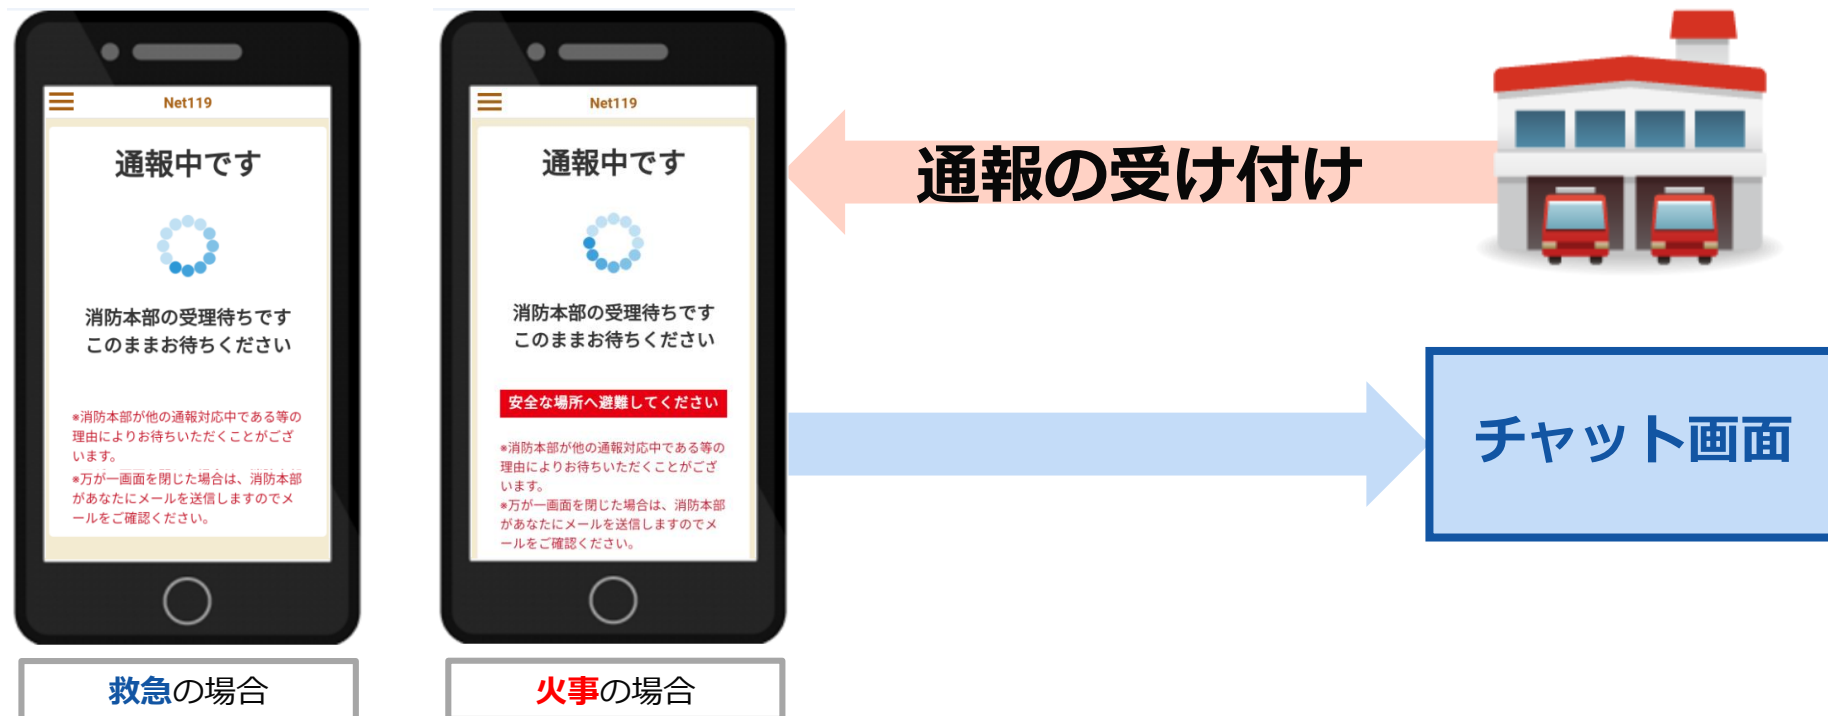 Net119
通報中です
消防本部の受理待ちです
このままお待ちください
※消防本部が他の通報対応中である等の
理由によりお待ちいただくことがござ
います。
※万が一画面を閉じた場合は、消防本部
があなたにメールを送信しますのでメ
ールをご確認ください。
救急の場合
Net119
通報中です
消防本部の受理待ちです
このままお待ちください
安全な場所へ避難してください
※消防本部が他の通報対応中である等の
理由によりお待ちいただくことがござ
います。
※万が一画面を閉じた場合は、消防本部
があなたにメールを送信しますのでメ
ールをご確認ください。
火事の場合
通報の受け付け
チャット画面